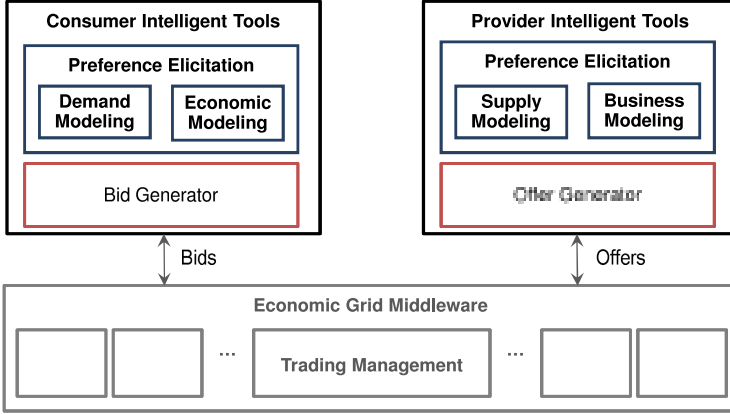 Consumer Intelligent Tools
Preference Elicitation
Demand
Modeling
Economic
Modeling
Bid Generator
Provider Intelligent Tools
Preference Elicitation
Supply
Modeling
Business
Modeling
Offer Generator
Bids
Offers
Economic Grid Middleware
...
Trading Management
...